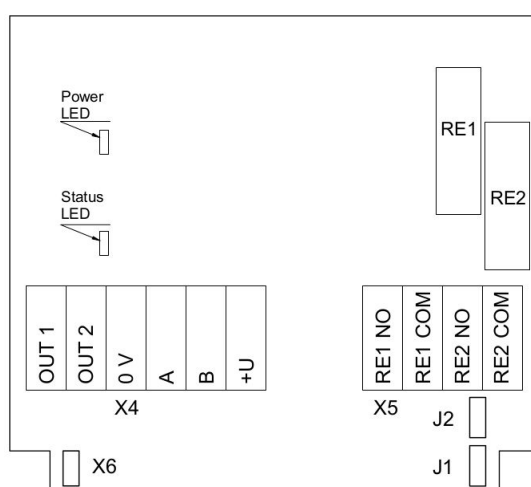 Power
LED
RE1
RE2
Status
LED
OUT 1
OUT 2
0 V
A
B
+U
RE1 NO
RE1 COM
RE2 NO
RE2 COM
X4
X5
J2
X6
J1